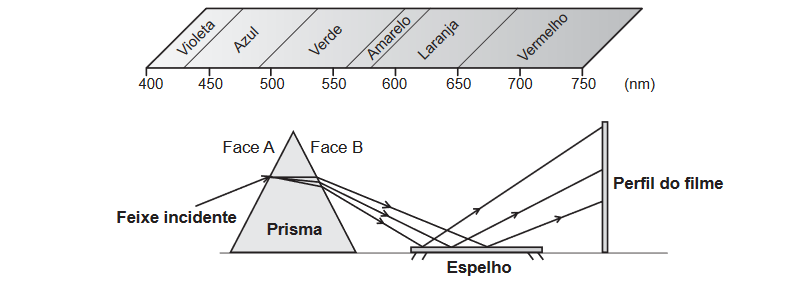 Violeta Azul Verde Amarelo Laranja Vermelho
400 450 500 550 600 650 700 750 (nm)
Face A Face B
Perfil do filme
Feixe incidente
Prisma
Espelho